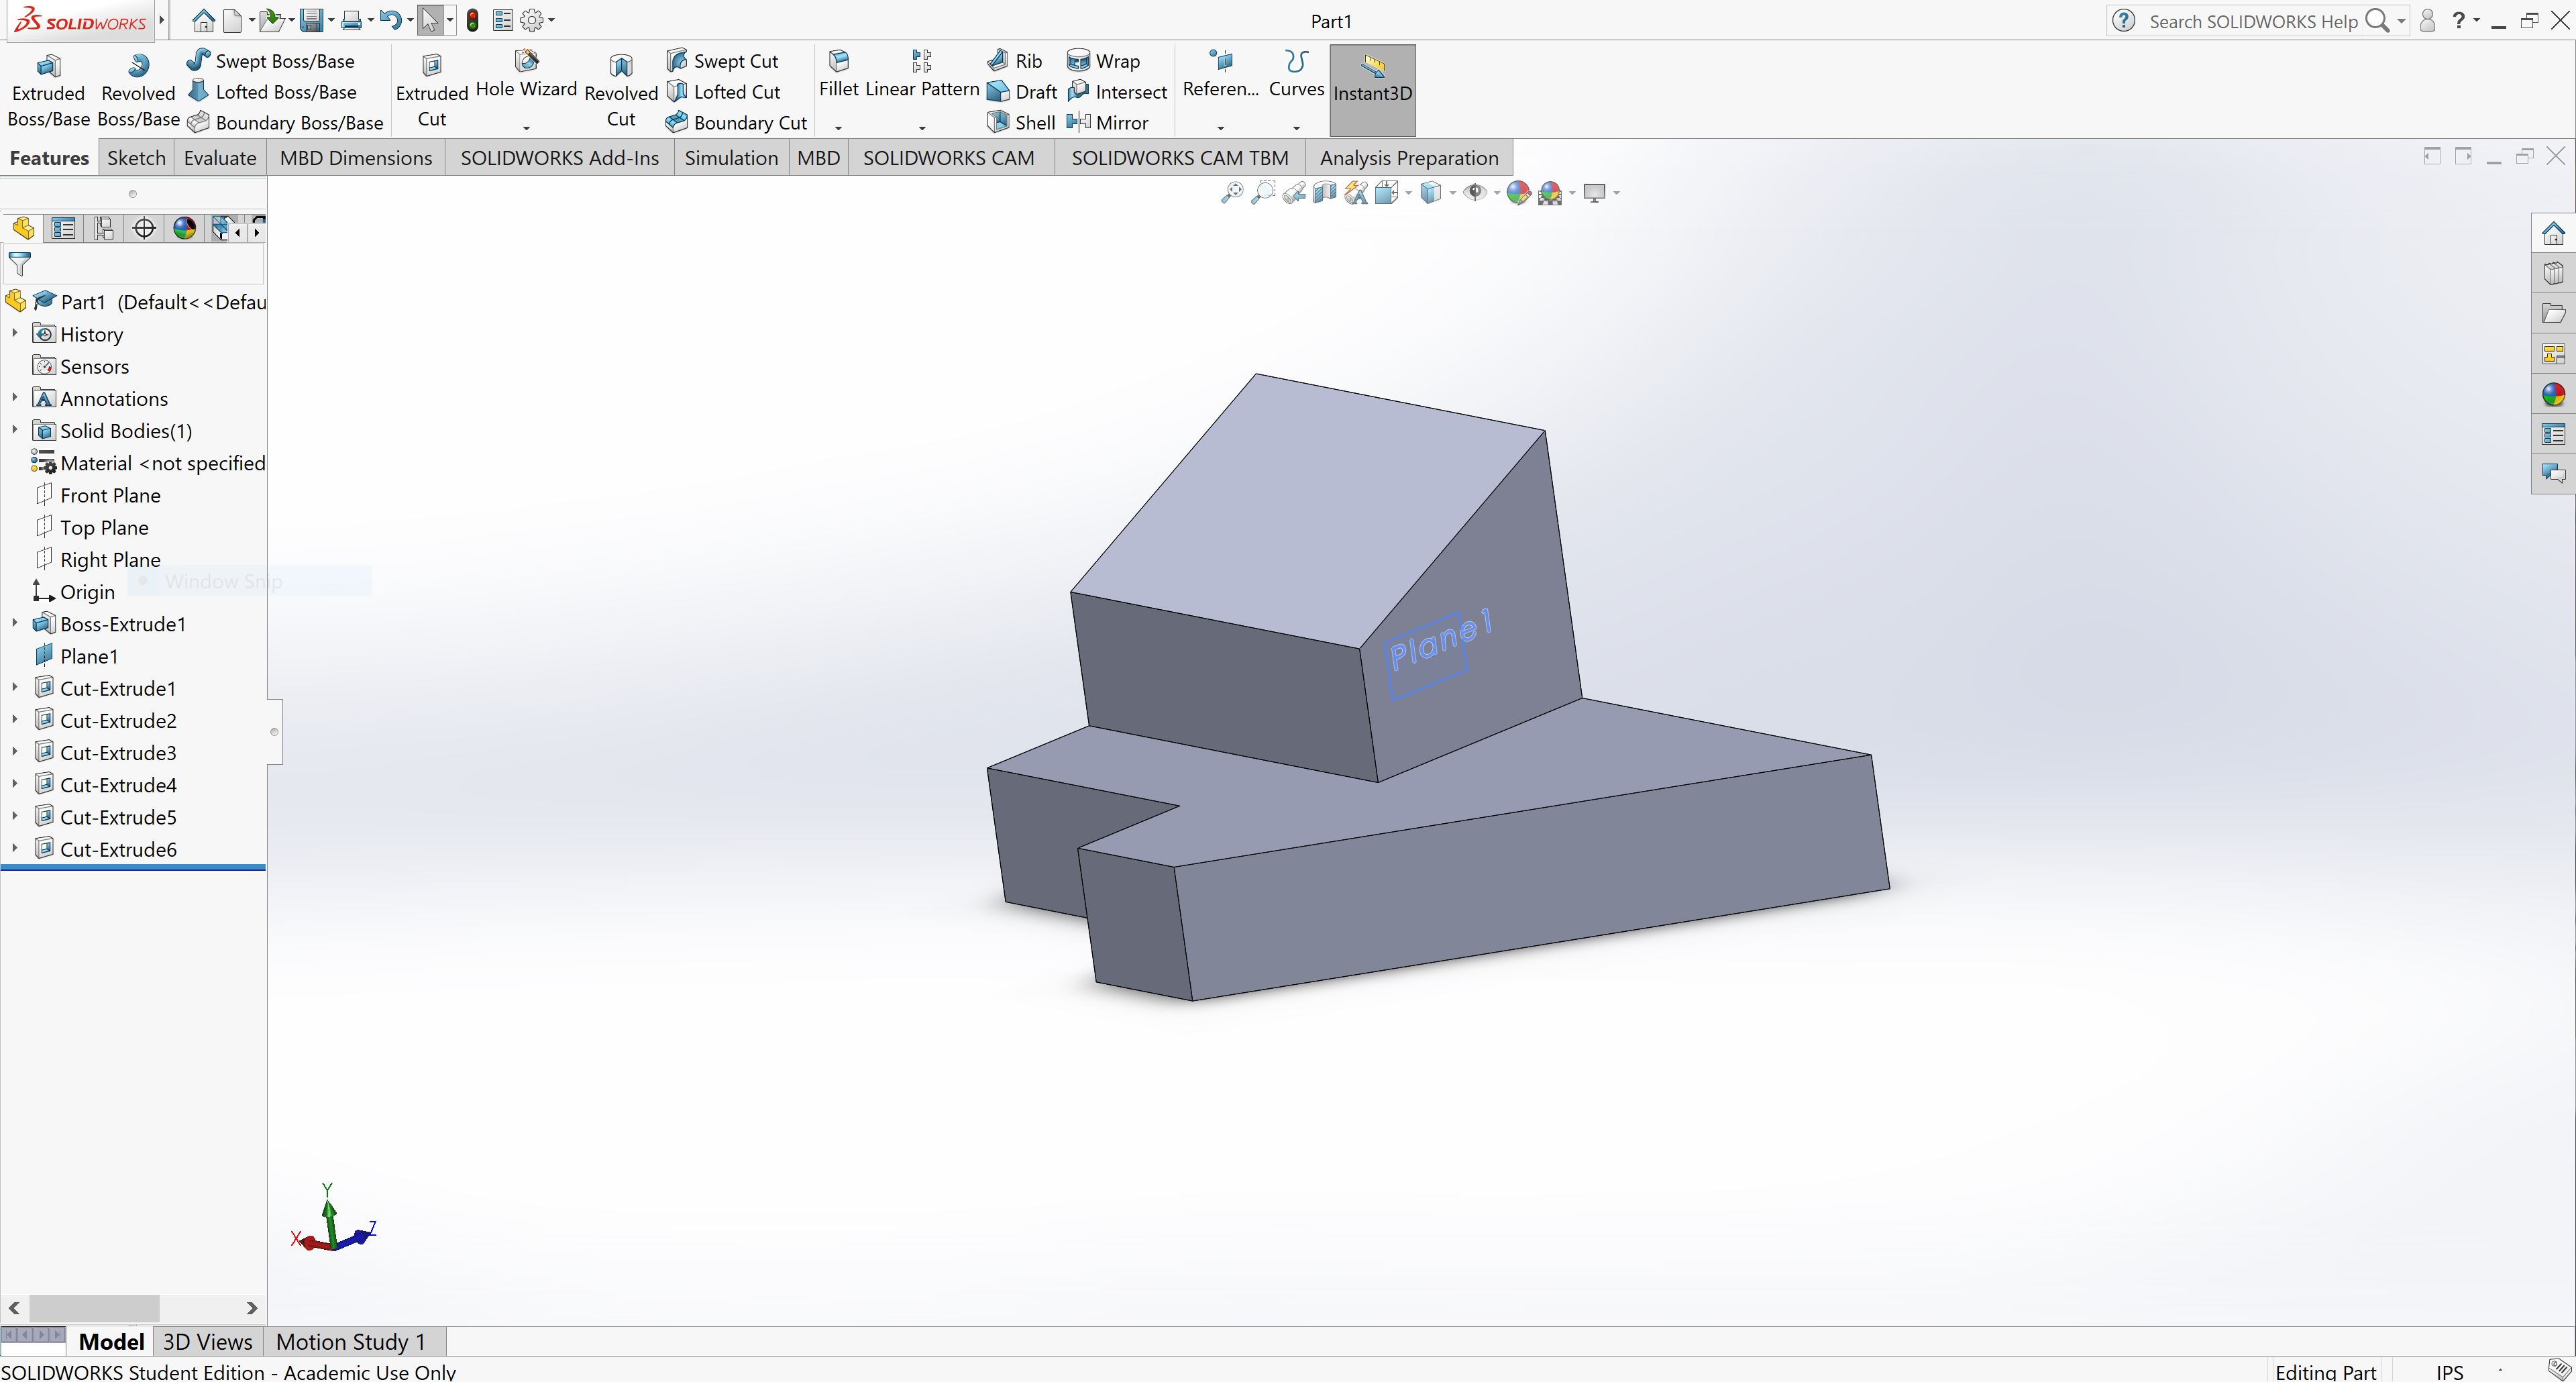 SOLIDWORKS
Part1
Search SOLIDWORKS Help
?
Extruded Boss/Base
Revolved Boss/Base
Swept Boss/Base
Lofted Boss/Base
Boundary Boss/Base
Extruded Cut
Hole Wizard
Revolved Cut
Swept Cut
Lofted Cut
Boundary Cut
Fillet
Linear Pattern
Rib
Draft
Shell
Wrap
Intersect
Mirror
Referen...
Curves
Instant3D
Features
Sketch
Evaluate
MBD Dimensions
SOLIDWORKS Add-Ins
Simulation
MBD
SOLIDWORKS CAM
SOLIDWORKS CAM TBM
Analysis Preparation
Part1 (Default<<Defau
History
Sensors
Annotations
Solid Bodies(1)
Material <not specified
Front Plane
Top Plane
Right Plane
Window Snip
Origin
Boss-Extrude1
Plane1
Cut-Extrude1
Cut-Extrude2
Cut-Extrude3
Cut-Extrude4
Cut-Extrude5
Cut-Extrude6
Plane1
Y
X
Z
Model
3D Views
Motion Study 1
SOLIDWORKS Student Edition - Academic Use Only
Editing Part
IPS